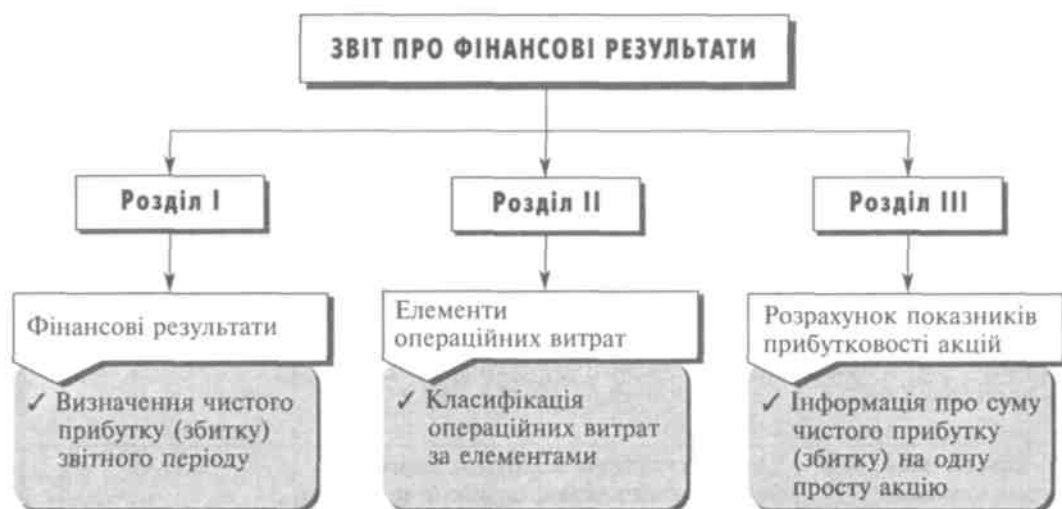 ЗВІТ ПРО ФІНАНСОВІ РЕЗУЛЬТАТИ
Розділ I
Розділ II
Розділ III
Фінансові результати
✓ Визначення чистого
прибутку (збитку)
звітного періоду
Елементи
операційних витрат
✓ Класифікація
операційних витрат
за елементами
Розрахунок показників
прибутковості акцій
✓ Інформація про суму
чистого прибутку
(збитку) на одну
просту акцію